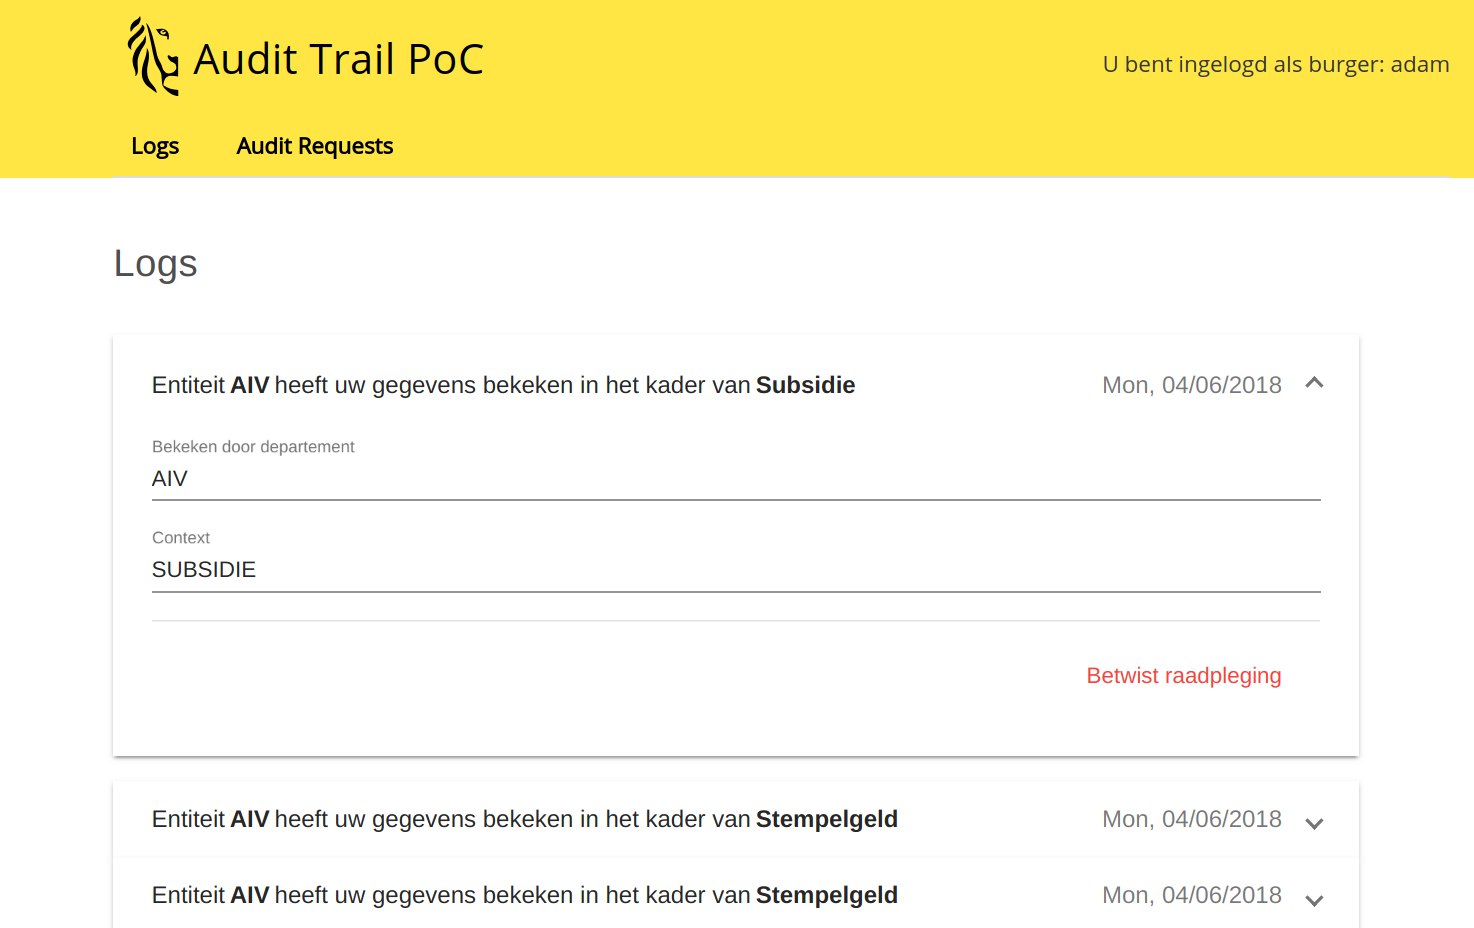 Audit Trail PoC
U bent ingelogd als burger: adam
Logs Audit Requests
Logs
Entiteit AIV heeft uw gegevens bekeken in het kader van Subsidie Mon, 04/06/2018
Bekeken door departement
AIV
Context
SUBSIDIE
Betwist raadpleging
Entiteit AIV heeft uw gegevens bekeken in het kader van Stempelgeld Mon, 04/06/2018
Entiteit AIV heeft uw gegevens bekeken in het kader van Stempelgeld Mon, 04/06/2018